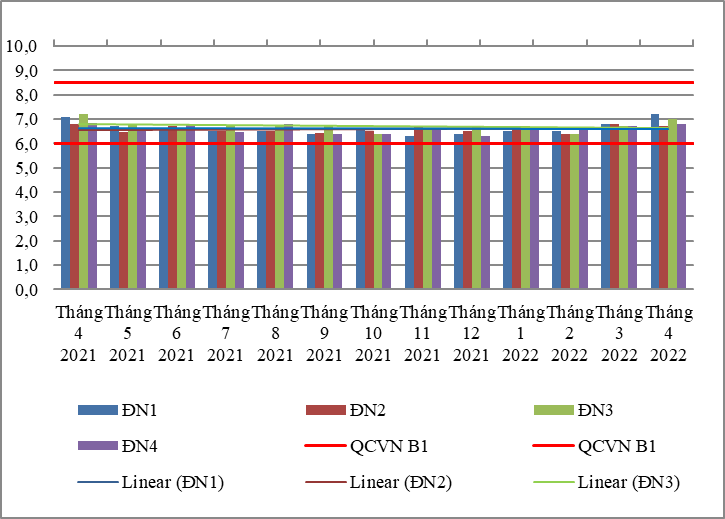 10,0
9,0
8,0
7,0
6,0
5,0
4,0
3,0
2,0
1,0
0,0
Tháng Tháng Tháng Tháng Tháng Tháng Tháng Tháng Tháng Tháng Tháng Tháng Tháng
4 5 6 7 8 9 10 11 12 1 2 3 4
2021 2021 2021 2021 2021 2021 2021 2021 2021 2022 2022 2022 2022
ĐN1 ĐN2 ĐN3
ĐN4 QCVN B1 QCVN B1
Linear (ĐN1) Linear (ĐN2) Linear (ĐN3)